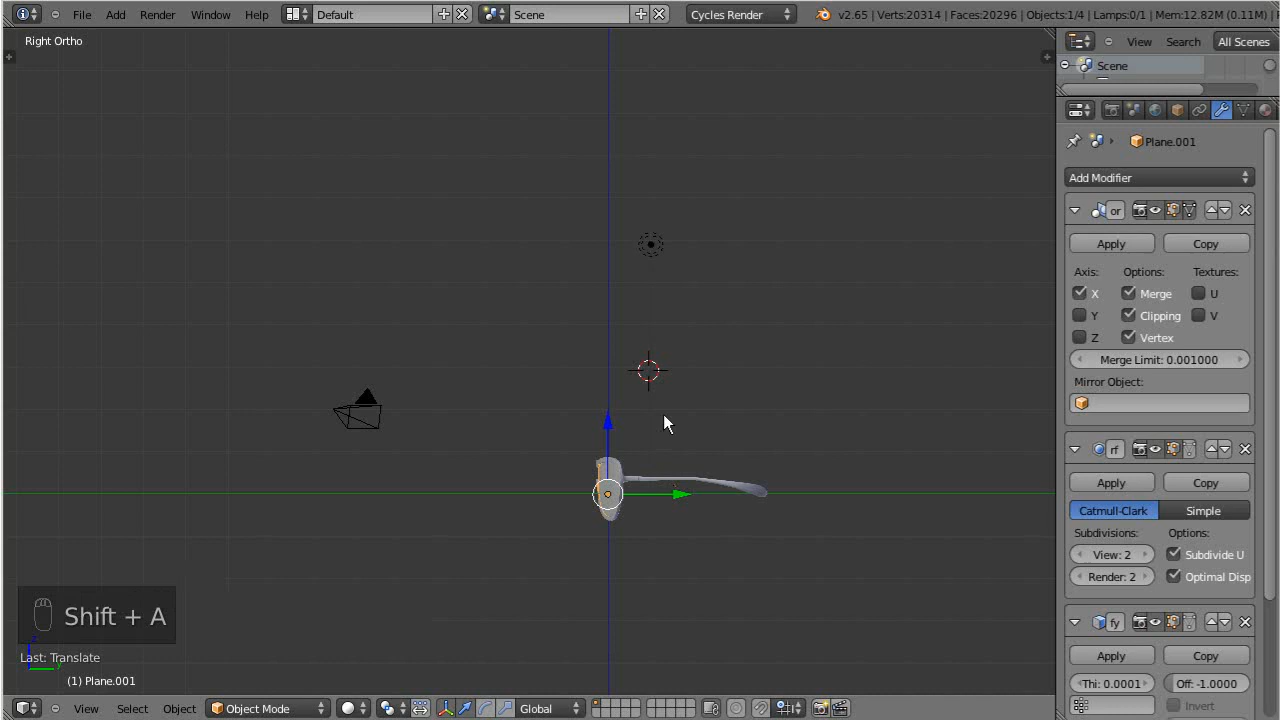 File Add Render Window Help Default Scene Cycles Render v2.65 | Verts:20314 | Faces:20296 | Objects:1/4 | Lamps:0/1 | Mem:12.82M (0.11M) |
Right Ortho
View Search All Scenes
Scene
Plane.001
Add Modifier
or
Apply Copy
Axis: Options: Textures:
X Merge U
Y Clipping V
Z Vertex
Merge Limit: 0.001000
Mirror Object:
rf
Apply Copy
Catmull-Clark Simple
Subdivisions: Options:
View: 2 Subdivide U
Render: 2 Optimal Disp
fy
Apply Copy
Thi: 0.0001 Off: -1.0000
Invert
Shift + A
z
y
Last: Translate
(1) Plane.001
View Select Object Object Mode Global